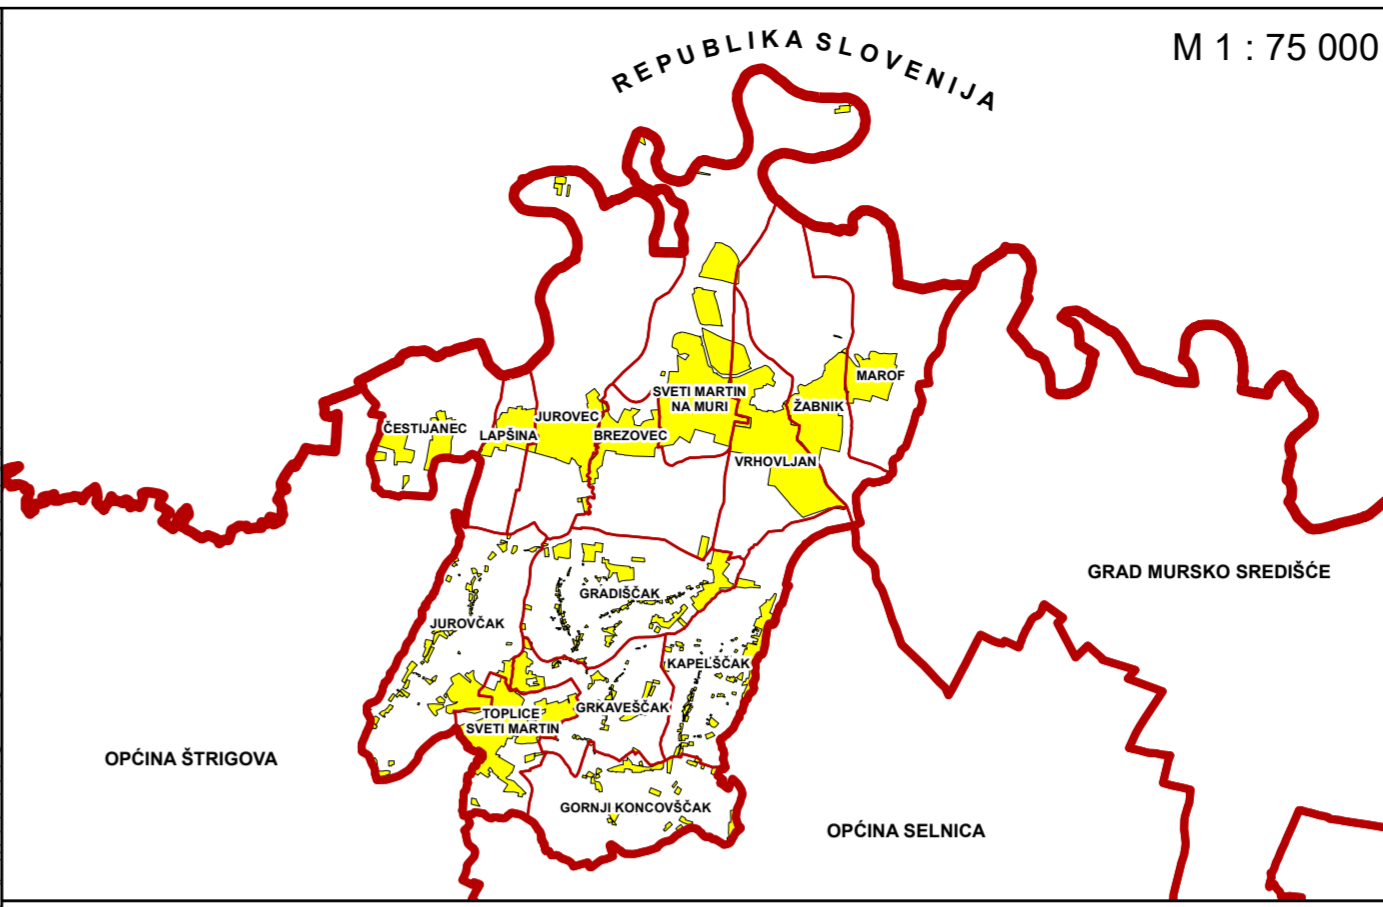 M 1 : 75 000
REPUBLIKA SLOVENIJA
MAROF
SVETI MARTIN
NA MURI
ŽABNIK
JUROVEC
ČESTIJANEC
LAPŠINA
BREZOVEC
VRHOVLJAN
GRAD MURSKO SREDIŠĆE
GRADIŠČAK
JUROVČAK
KAPELŠČAK
GRKAVEŠČAK
TOPLICE
SVETI MARTIN
OPĆINA ŠTRIGOVA
GORNJI KONCOVŠČAK
OPĆINA SELNICA